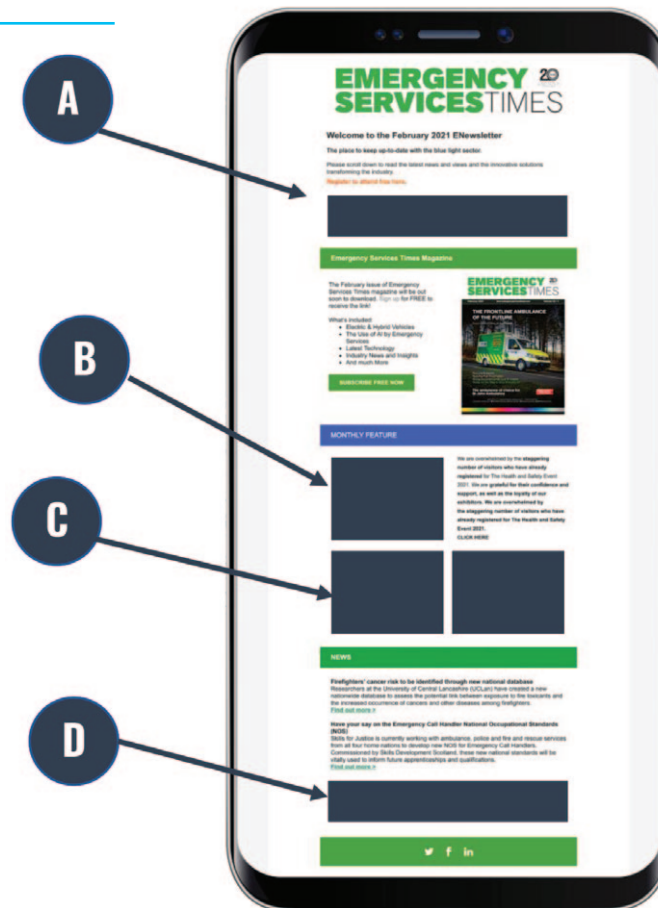 A
B
C
D
EMERGENCY 20
SERVICESTIMES
Welcome to the February 2021 ENewsletter
The place to keep up-to-date with the blue light sector.
Please scroll down to read the latest news and views and the innovative solutions
transforming the industry.
Register to attend free here.
Emergency Services Times Magazine
The February issue of Emergency
Services Times magazine will be out
soon to download. Sign up for FREE to
receive the link!
What's included:
• Electric & Hybrid Vehicles
• The Use of AI by Emergency
Services
• Latest Technology
• Industry News and Insights
• And much More
SUBSCRIBE FREE NOW
EMERGENCY 20
SERVICESTIMES
THE FRONTLINE AMBULANCE
OF THE FUTURE
MONTHLY FEATURE
We are overwhelmed by the staggering
number of visitors who have already
registered for The Health and Safety Event
2021. We are grateful for their confidence and
support, as well as the loyalty of our
exhibitors. We are overwhelmed by
the staggering number of visitors who have
already registered for The Health and Safety
Event 2021.
CLICK HERE
NEWS
Firefighters' cancer risk to be identified through new national database
Researchers at the University of Central Lancashire (UCLan) have created a new
nationwide database to assess the potential link between exposure to fire toxicants and
the increased occurrence of cancers and other diseases among firefighters.
Find out more >
Have your say on the Emergency Call Handler National Occupational Standards
(NOS)
Skills for Justice is currently working with ambulance, police and fire and rescue services
from all four home nations to develop new NOS for Emergency Call Handlers.
Commissioned by Skills Development Scotland, these new national standards will be
vitally used to inform future apprenticeships and qualifications.
Find out more >